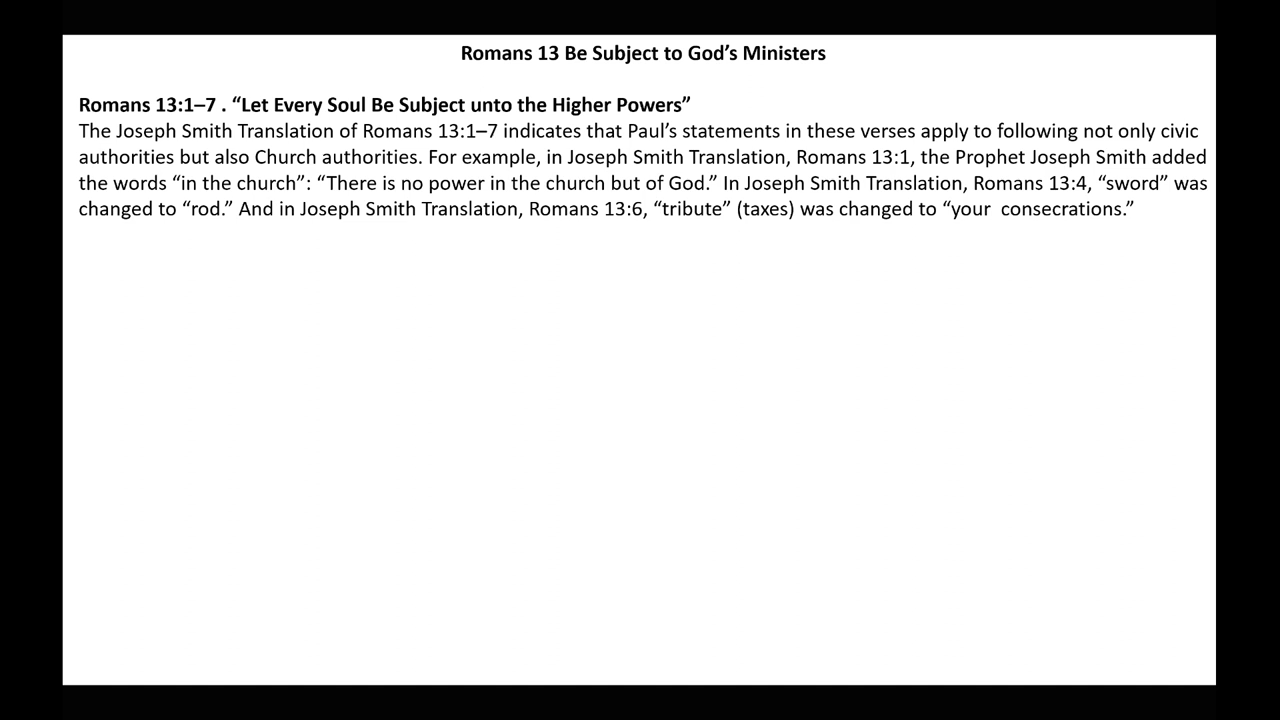 Romans 13 Be Subject to God’s Ministers
Romans 13:1–7 . “Let Every Soul Be Subject unto the Higher Powers”
The Joseph Smith Translation of Romans 13:1–7 indicates that Paul’s statements in these verses apply to following not only civic
authorities but also Church authorities. For example, in Joseph Smith Translation, Romans 13:1, the Prophet Joseph Smith added
the words “in the church”: “There is no power in the church but of God.” In Joseph Smith Translation, Romans 13:4, “sword” was
changed to “rod.” And in Joseph Smith Translation, Romans 13:6, “tribute” (taxes) was changed to “your  consecrations.”